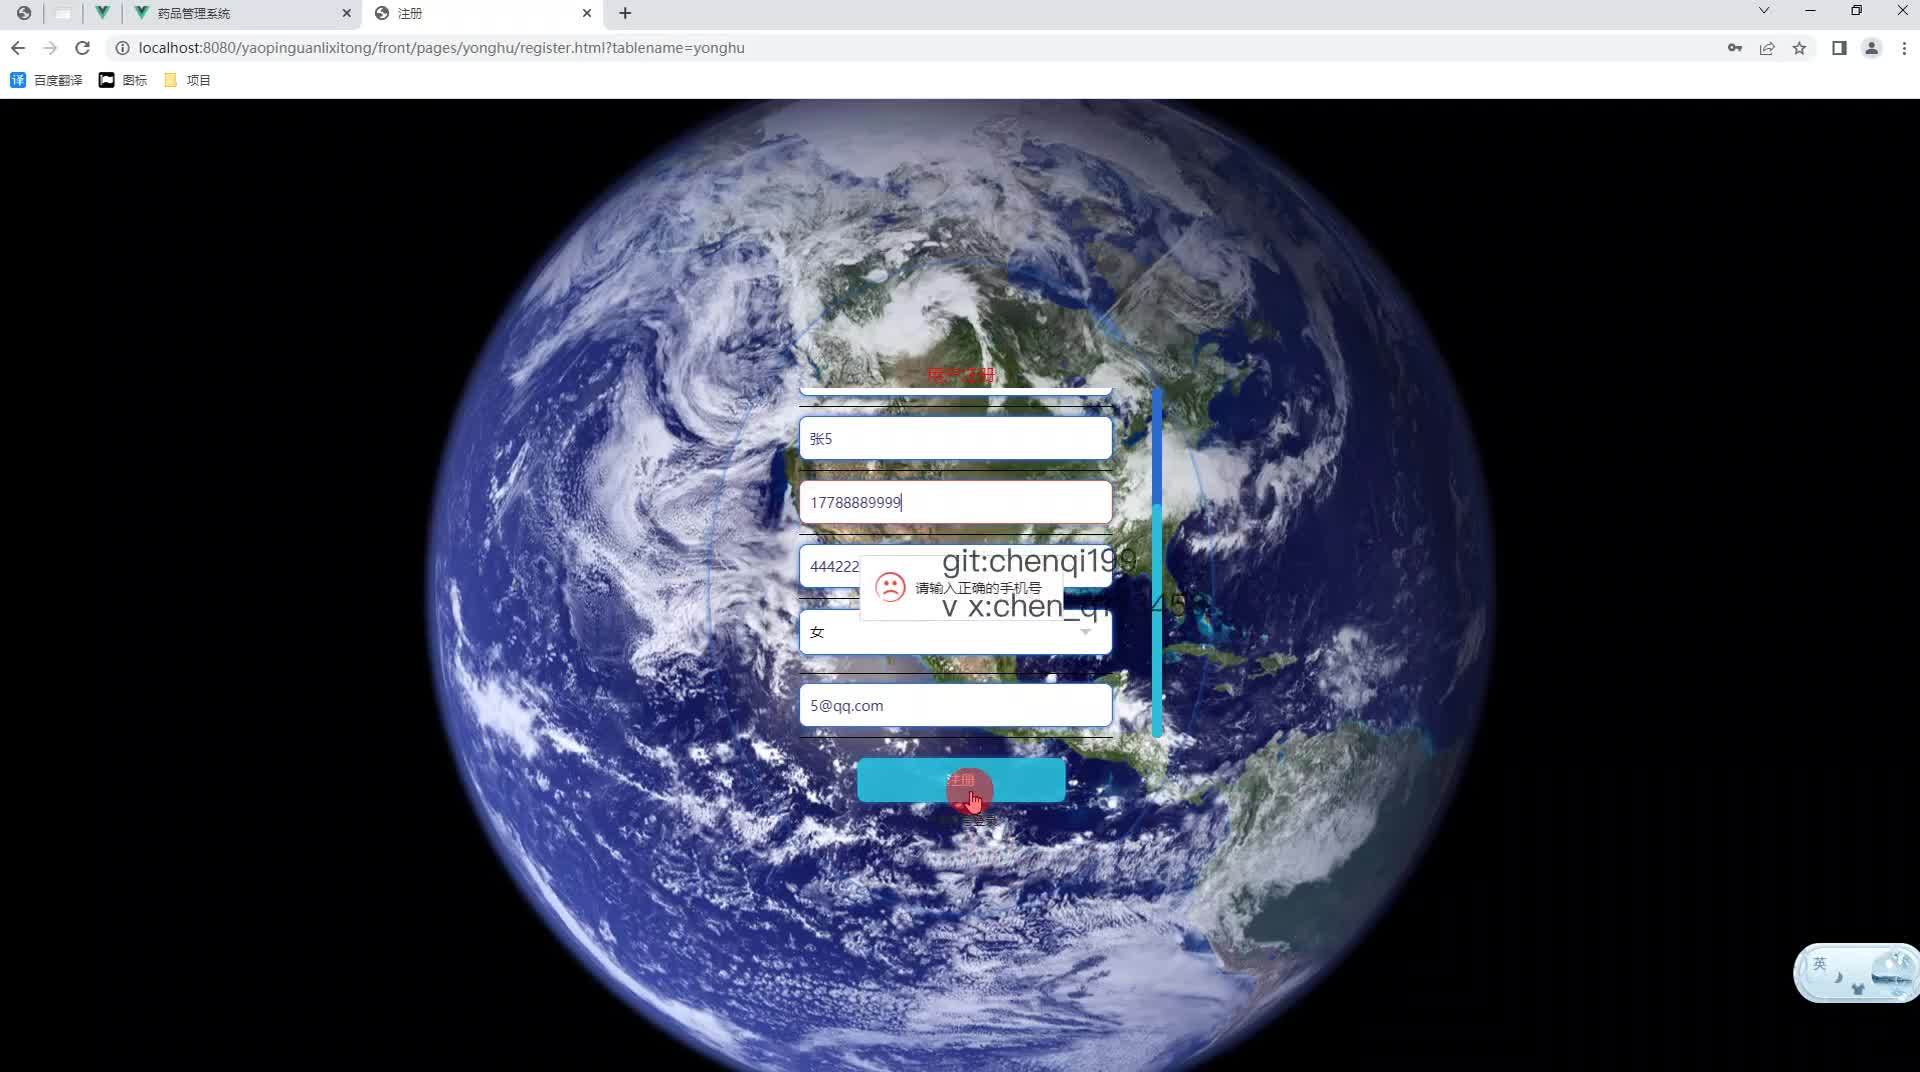 药品管理系统
注册
localhost:8080/yaopinguanlixitong/front/pages/yonghu/register.html?tablename=yonghu
百度翻译
图标
项目
用户注册
张5
17788889999
444222
git:chenqi199
请输入正确的手机号
v x:chen_q
女
5@qq.com
注册
英